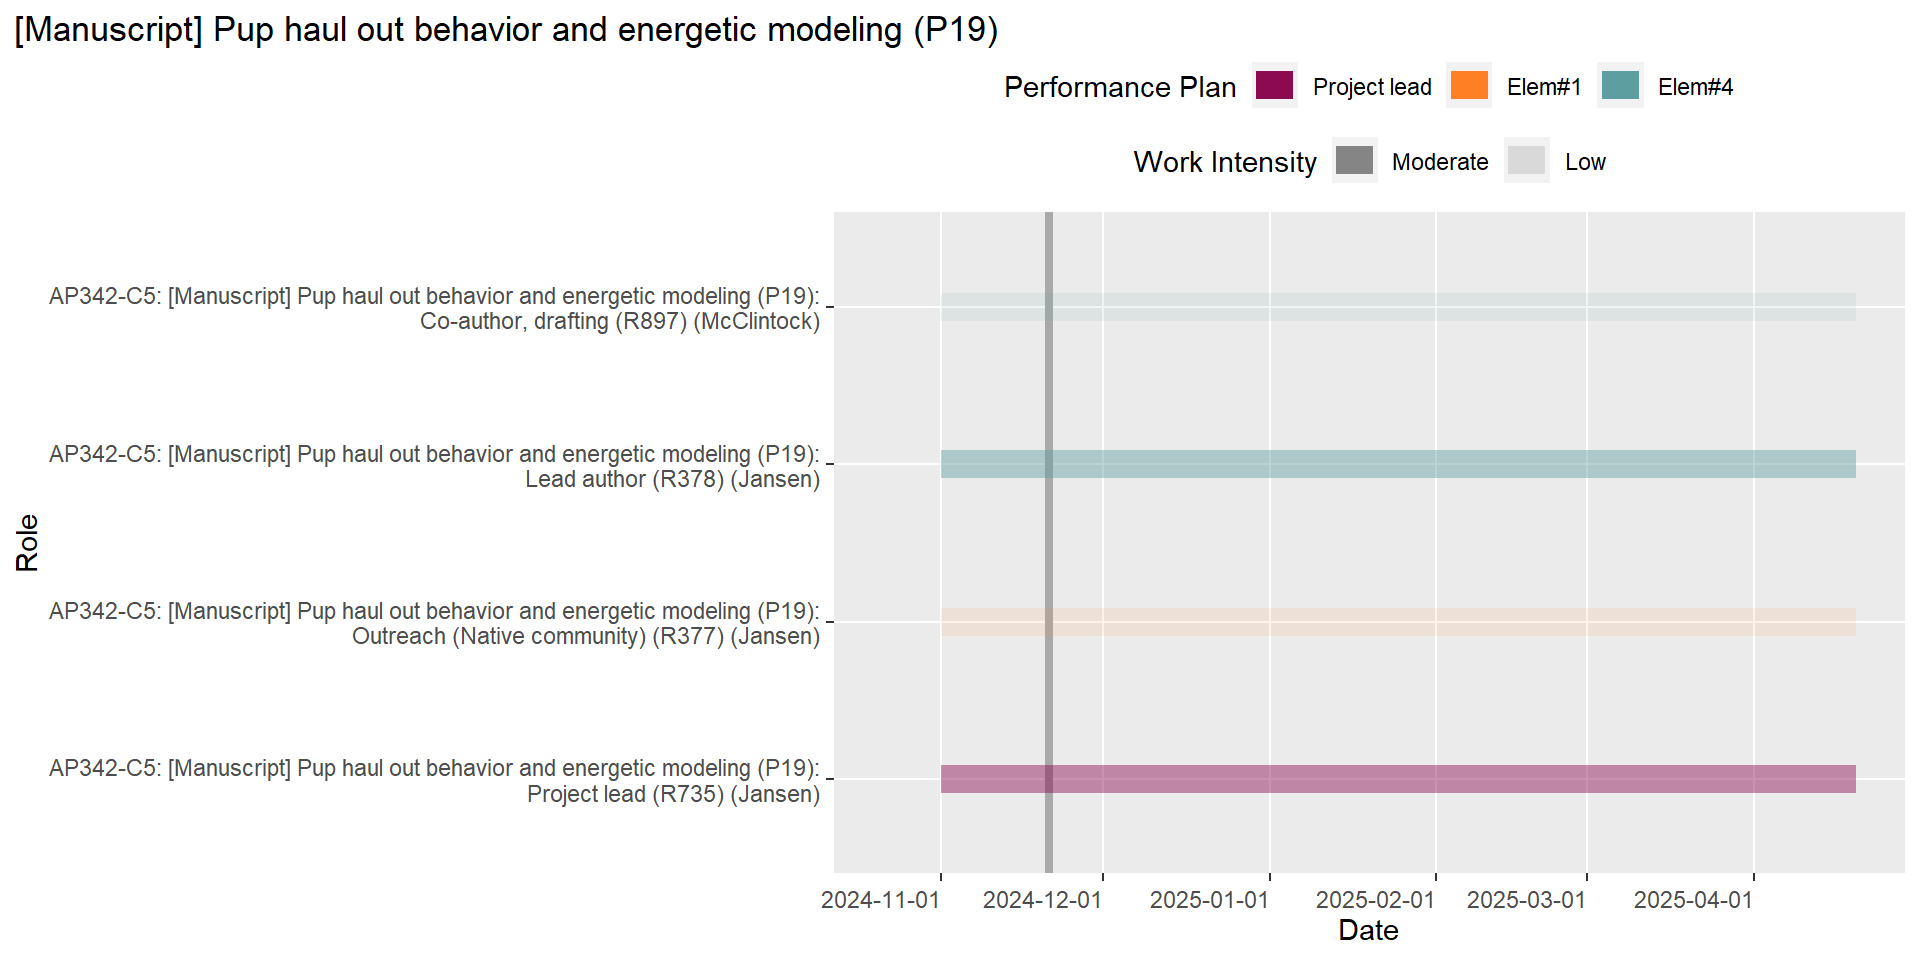 [Manuscript] Pup haul out behavior and energetic modeling (P19)
Performance Plan Project lead Elem#1 Elem#4
Work Intensity Moderate Low
AP342-C5: [Manuscript] Pup haul out behavior and energetic modeling (P19):
Co-author, drafting (R897) (McClintock)
AP342-C5: [Manuscript] Pup haul out behavior and energetic modeling (P19):
Lead author (R378) (Jansen)
Role
AP342-C5: [Manuscript] Pup haul out behavior and energetic modeling (P19):
Outreach (Native community) (R377) (Jansen)
AP342-C5: [Manuscript] Pup haul out behavior and energetic modeling (P19):
Project lead (R735) (Jansen)
2024-11-01 2024-12-01 2025-01-01 2025-02-01 2025-03-01 2025-04-01
Date